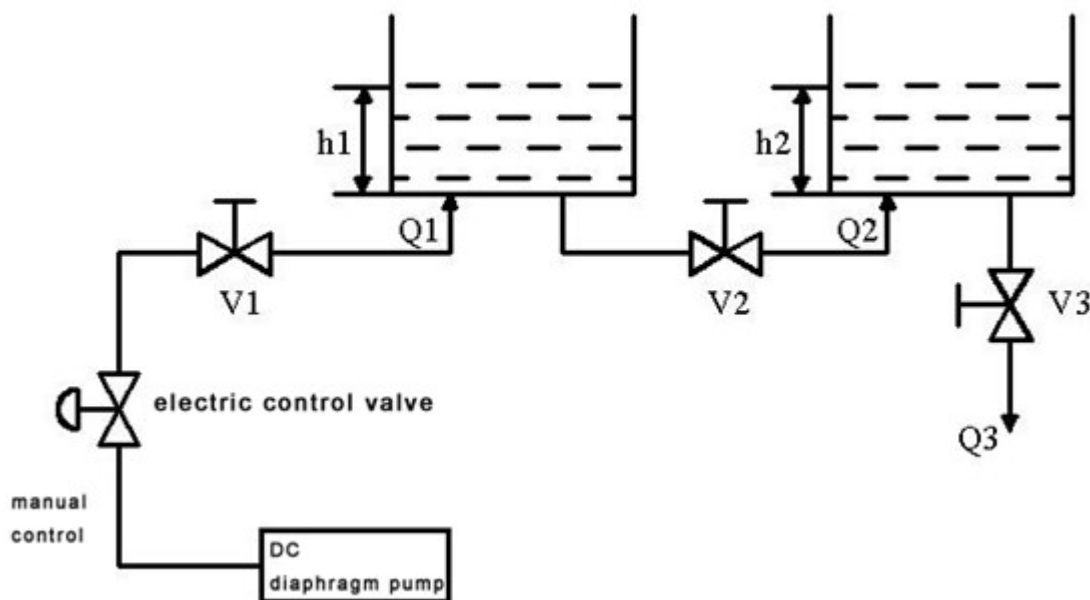 h1
h2
Q1
Q2
V1
V2
V3
electric control valve
Q3
manual
control
DC
diaphragm pump